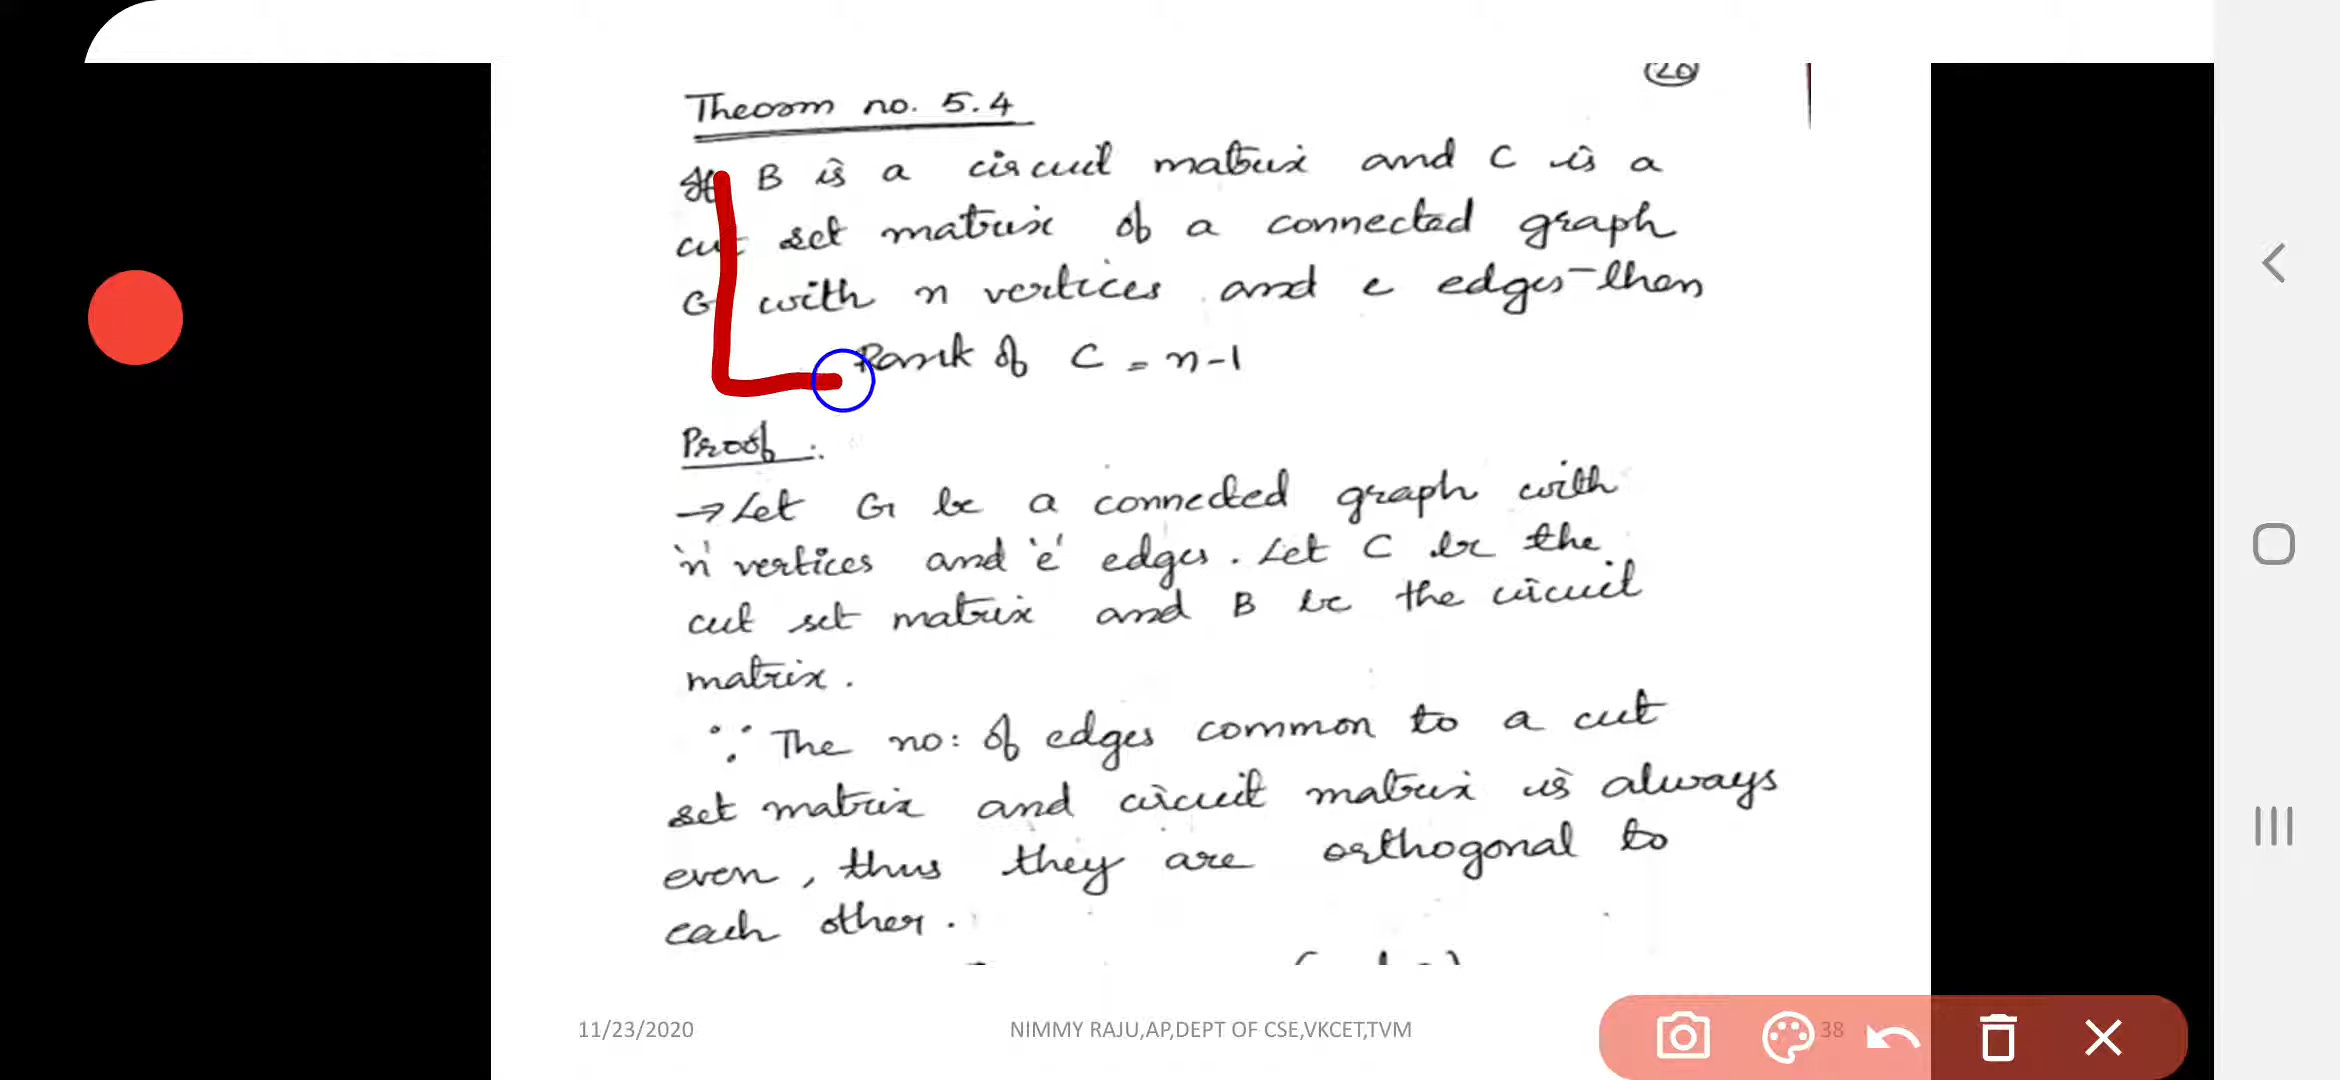 20
Theorm no. 5.4
If B is a circuit matrix and C is a
cut set matrix of a connected graph
G with n vertices and e edges then
Rank of C = n-1
Proof :.
→ Let G be a connected graph with
'n' vertices and 'e' edges. Let C be the
cut set matrix and B be the circuit
matrix.
∵ The no: of edges common to a cut
set matrix and circuit matrix is always
even, thus they are orthogonal to
each other.
11/23/2020
NIMMY RAJU,AP,DEPT OF CSE,VKCET,TVM
38